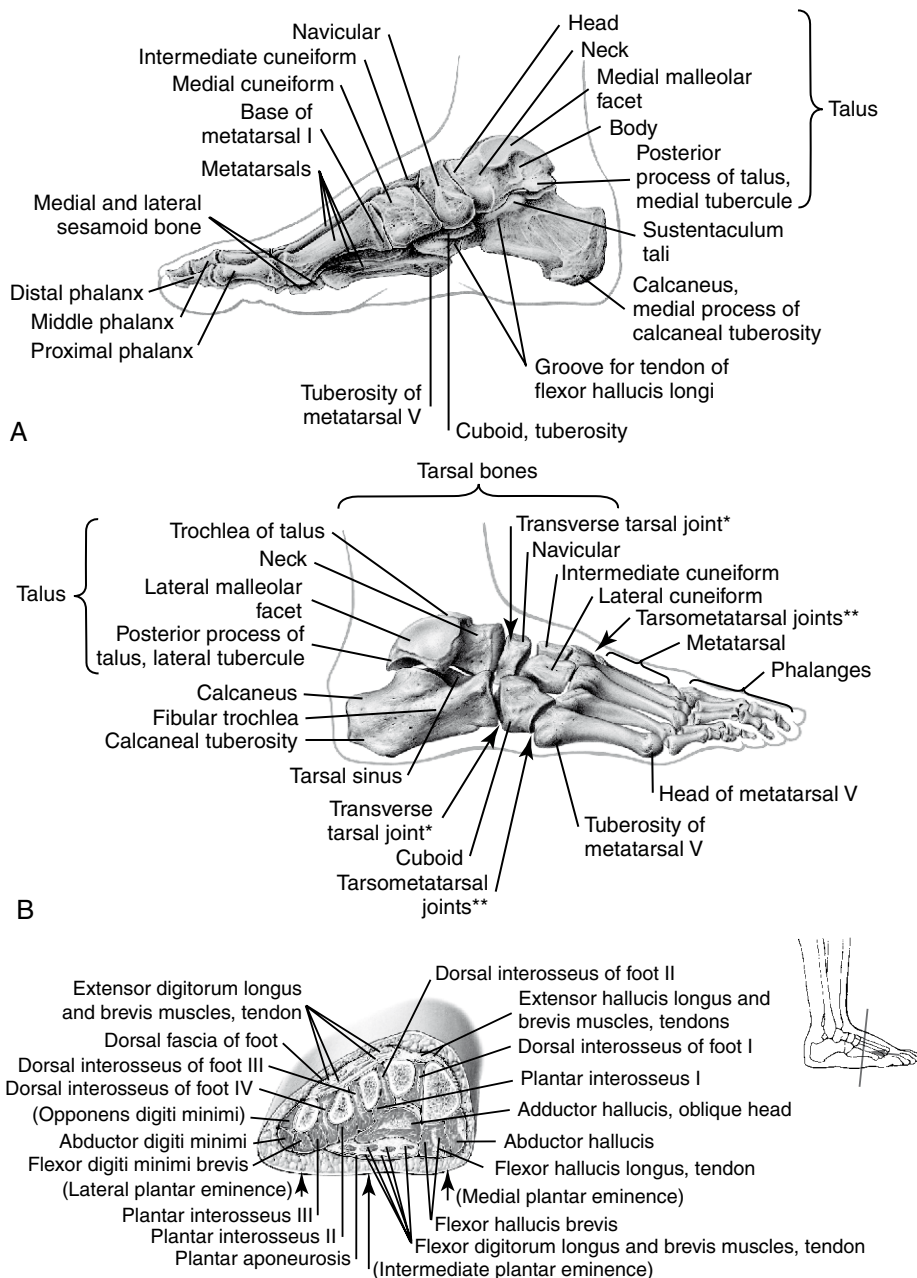 Navicular
Intermediate cuneiform
Medial cuneiform
Base of
metatarsal I
Metatarsals
Medial and lateral
sesamoid bone
Distal phalanx
Middle phalanx
Proximal phalanx
Head
Neck
Medial malleolar
facet
Body
Posterior
process of talus,
medial tubercule
Talus
Sustentaculum
tali
Calcaneus,
medial process of
calcaneal tuberosity
Groove for tendon of
flexor hallucis longi
Tuberosity of
metatarsal V
Cuboid, tuberosity
A
Tarsal bones
Trochlea of talus
Neck
Lateral malleolar
facet
Posterior process of
talus, lateral tubercule
Talus
Calcaneus
Fibular trochlea
Calcaneal tuberosity
Tarsal sinus
Transverse
tarsal joint*
Cuboid
Tarsometatarsal
joints**
Transverse tarsal joint*
Navicular
Intermediate cuneiform
Lateral cuneiform
Tarsometatarsal joints**
Metatarsal
Phalanges
Head of metatarsal V
Tuberosity of
metatarsal V
B
Extensor digitorum longus
and brevis muscles, tendon
Dorsal fascia of foot
Dorsal interosseus of foot III
Dorsal interosseus of foot IV
(Opponens digiti minimi)
Abductor digiti minimi
Flexor digiti minimi brevis
(Lateral plantar eminence)
Plantar interosseus III
Plantar interosseus II
Plantar aponeurosis
Dorsal interosseus of foot II
Extensor hallucis longus and
brevis muscles, tendons
Dorsal interosseus of foot I
Plantar interosseus I
Adductor hallucis, oblique head
Abductor hallucis
Flexor hallucis longus, tendon
(Medial plantar eminence)
Flexor hallucis brevis
Flexor digitorum longus and brevis muscles, tendon
(Intermediate plantar eminence)